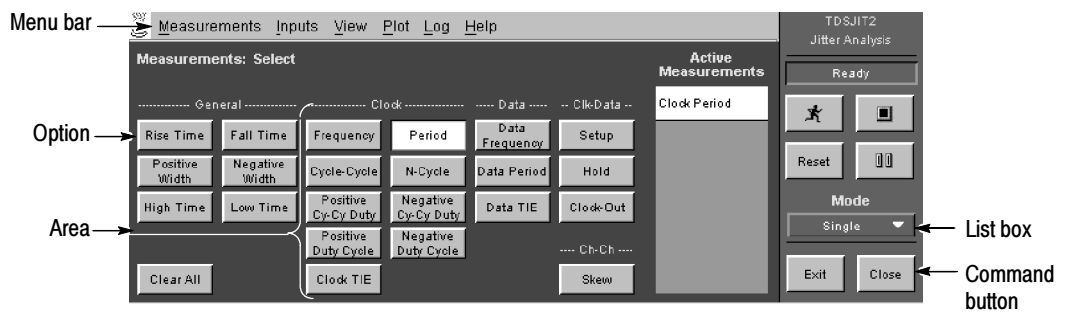 Menu bar
Measurements Inputs View Plot Log Help
TDSJIT2
Jitter Analysis
Measurements: Select
Active
Measurements
Ready
General
Clock
Data
Clk-Data
Clock Period
Option
Rise Time
Fall Time
Frequency
Period
Data
Frequency
Setup
Positive
Width
Negative
Width
Cycle-Cycle
N-Cycle
Data Period
Hold
Reset
High Time
Low Time
Positive
Cy-Cy Duty
Negative
Cy-Cy Duty
Data TIE
Clock-Out
Mode
Area
Positive
Duty Cycle
Negative
Duty Cycle
Ch-Ch
Single
List box
Clear All
Clock TIE
Skew
Exit
Close
Command
button